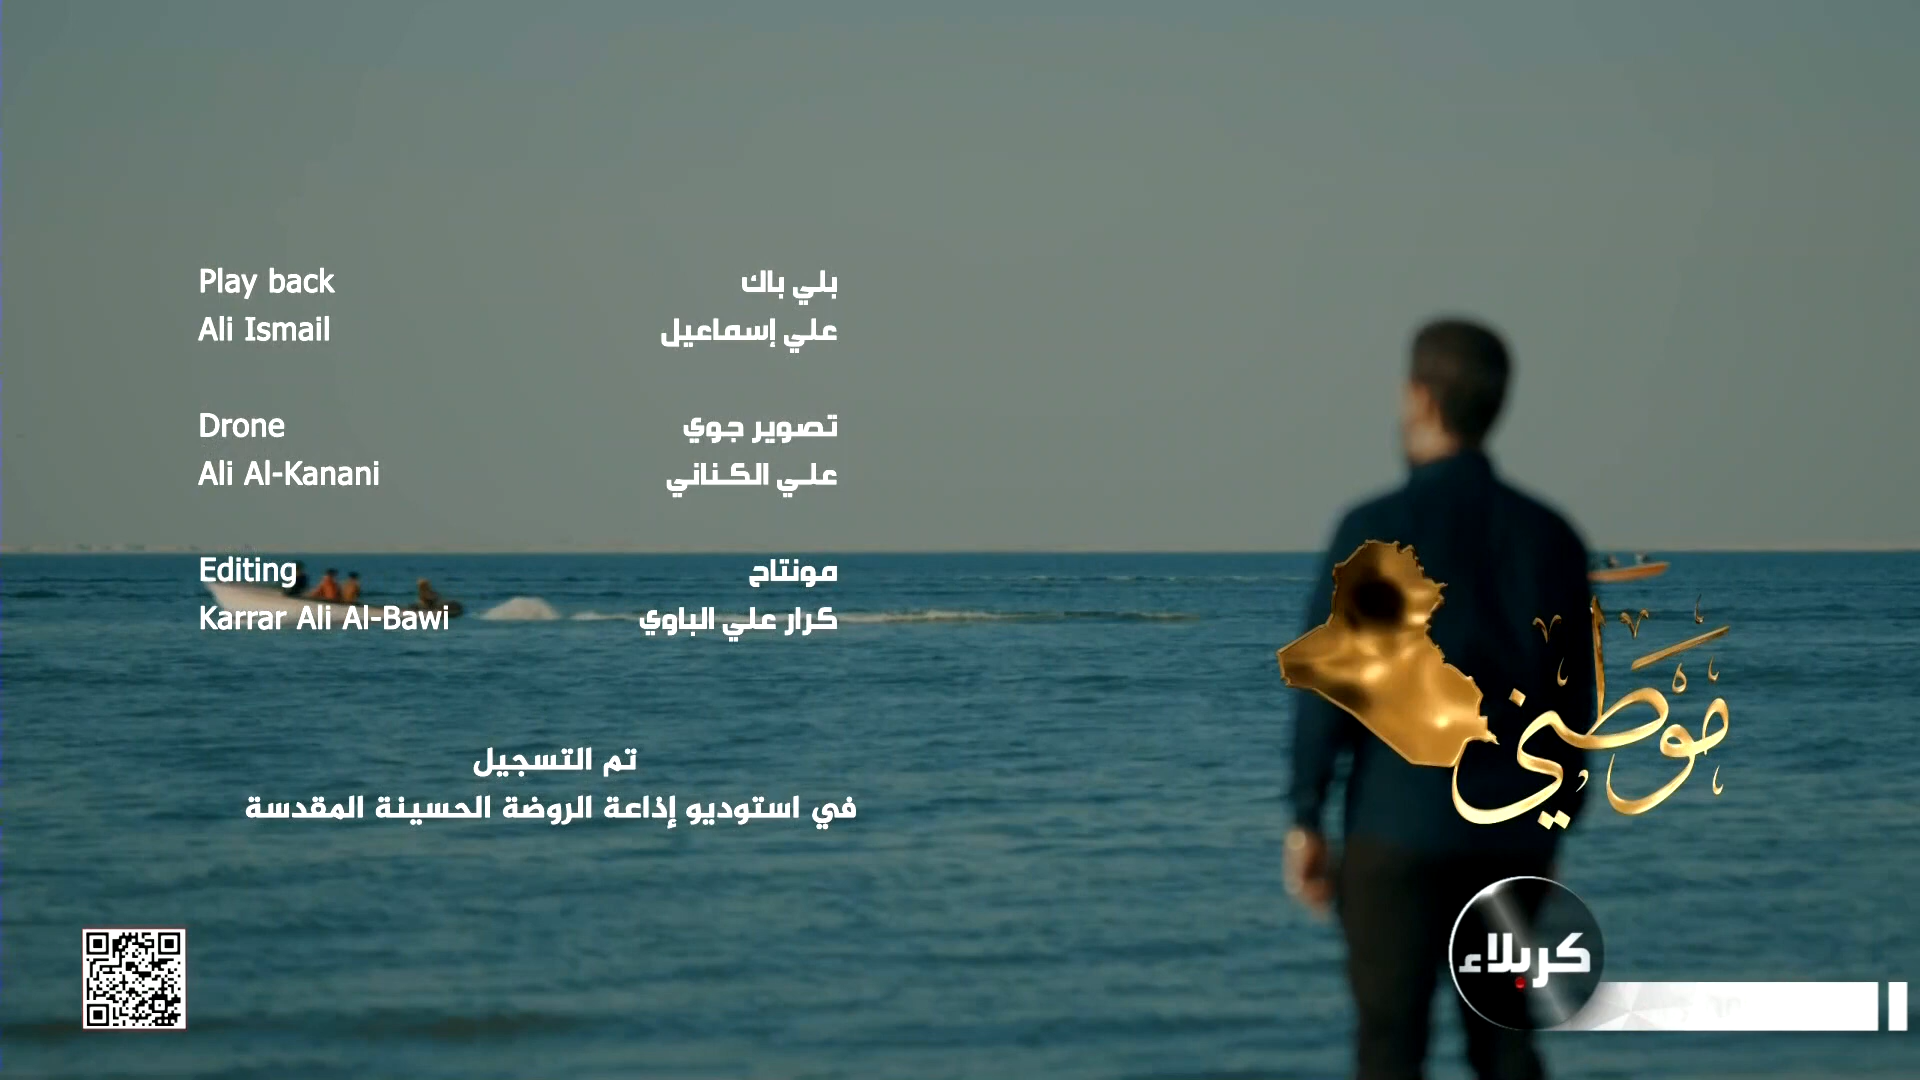 Play back
بلي باك
Ali Ismail
علي إسماعيل
Drone
تصوير جوي
Ali Al-Kanani
علي الكناني
Editing
مونتاج
Karrar Ali Al-Bawi
كرار علي الباوي
موطني
تم التسجيل
في استوديو إذاعة الروضة الحسينة المقدسة
كربلاء